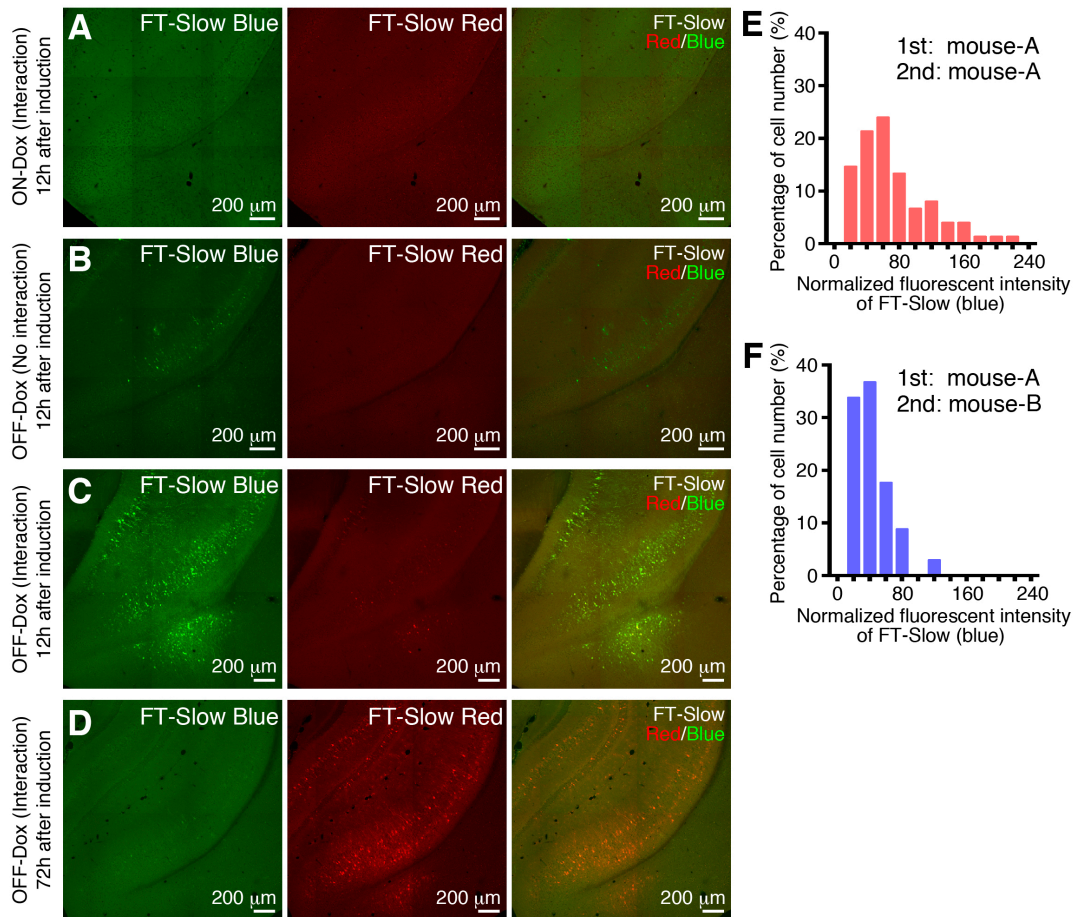 A
ON-Dox (Interaction)
12h after induction
FT-Slow Blue
200 μm
FT-Slow Red
200 μm
FT-Slow
Red/Blue
200 μm
B
OFF-Dox (No interaction)
12h after induction
FT-Slow Blue
200 μm
FT-Slow Red
200 μm
FT-Slow
Red/Blue
200 μm
C
OFF-Dox (Interaction)
12h after induction
FT-Slow Blue
200 μm
FT-Slow Red
200 μm
FT-Slow
Red/Blue
200 μm
D
OFF-Dox (Interaction)
72h after induction
FT-Slow Blue
200 μm
FT-Slow Red
200 μm
FT-Slow
Red/Blue
200 μm
E
Percentage of cell number (%)
40
30
20
10
0
1st: mouse-A
2nd: mouse-A
0 80 160 240
Normalized fluorescent intensity
of FT-Slow (blue)
F
Percentage of cell number (%)
40
30
20
10
0
1st: mouse-A
2nd: mouse-B
0 80 160 240
Normalized fluorescent intensity
of FT-Slow (blue)